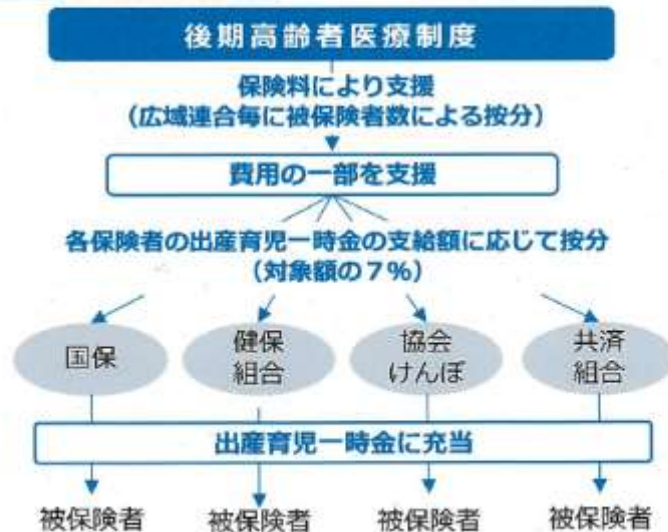 後期高齢者医療制度
保険料により支援
（広域連合毎に被保険者数による按分）
費用の一部を支援
各保険者の出産育児一時金の支給額に応じて按分
（対象額の７％）
国保
健保
組合
協会
けんぽ
共済
組合
出産育児一時金に充当
被保険者
被保険者
被保険者
被保険者